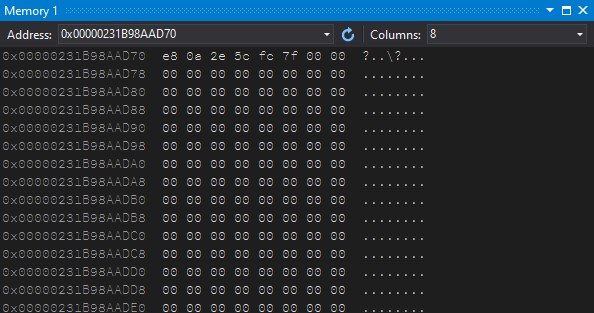 Memory 1
Address: 0x00000231B98AAD70 Columns: 8
0x00000231B98AAD70 e8 0a 2e 5c fc 7f 00 00 ?..\?...
0x00000231B98AAD78 00 00 00 00 00 00 00 00 ........
0x00000231B98AAD80 00 00 00 00 00 00 00 00 ........
0x00000231B98AAD88 00 00 00 00 00 00 00 00 ........
0x00000231B98AAD90 00 00 00 00 00 00 00 00 ........
0x00000231B98AAD98 00 00 00 00 00 00 00 00 ........
0x00000231B98AADA0 00 00 00 00 00 00 00 00 ........
0x00000231B98AADA8 00 00 00 00 00 00 00 00 ........
0x00000231B98AADB0 00 00 00 00 00 00 00 00 ........
0x00000231B98AADB8 00 00 00 00 00 00 00 00 ........
0x00000231B98AADC0 00 00 00 00 00 00 00 00 ........
0x00000231B98AADC8 00 00 00 00 00 00 00 00 ........
0x00000231B98AADD0 00 00 00 00 00 00 00 00 ........
0x00000231B98AADD8 00 00 00 00 00 00 00 00 ........
0x00000231B98AADE0 00 00 00 00 00 00 00 00 ........